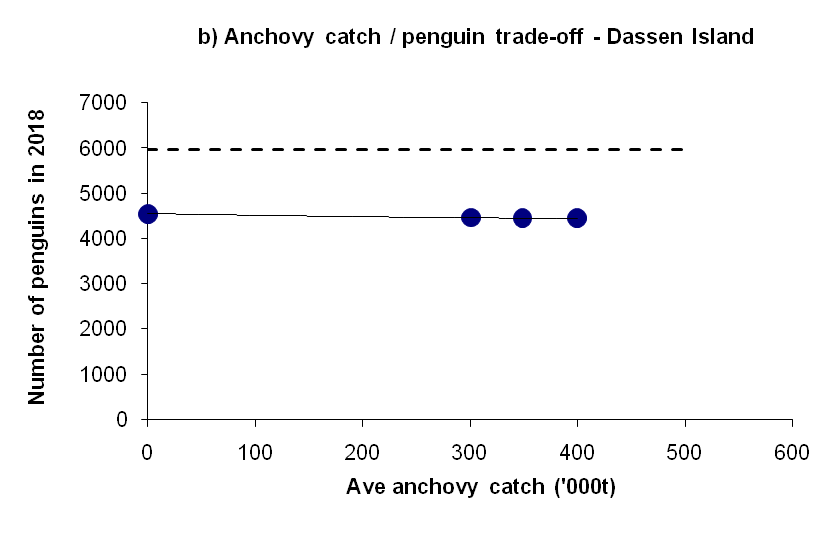 b) Anchovy catch / penguin trade-off - Dassen Island
Number of penguins in 2018
7000
6000
5000
4000
3000
2000
1000
0
0 100 200 300 400 500 600
Ave anchovy catch ('000t)